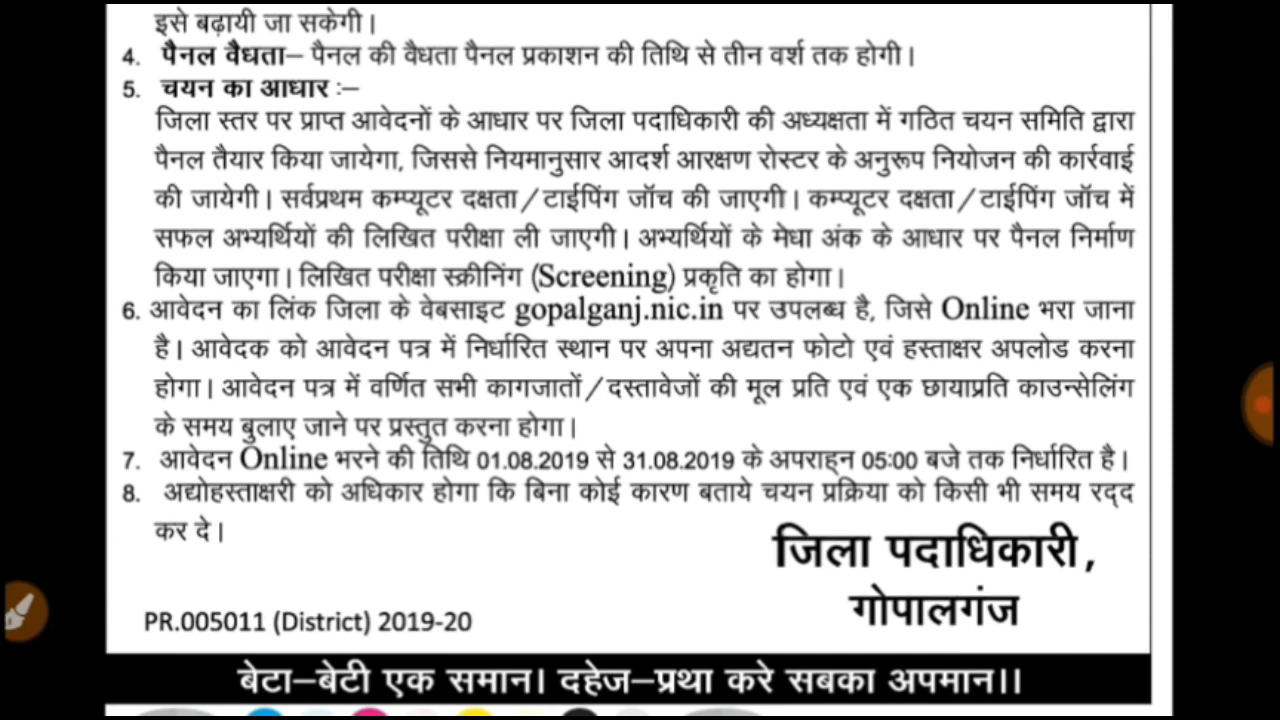 इसे बढ़ायी जा सकेगी।
4. पैनल वैधता– पैनल की वैधता पैनल प्रकाशन की तिथि से तीन वर्श तक होगी।
5. चयन का आधार :–
जिला स्तर पर प्राप्त आवेदनों के आधार पर जिला पदाधिकारी की अध्यक्षता में गठित चयन समिति द्वारा
पैनल तैयार किया जायेगा, जिससे नियमानुसार आदर्श आरक्षण रोस्टर के अनुरूप नियोजन की कार्रवाई
की जायेगी। सर्वप्रथम कम्प्यूटर दक्षता/टाईपिंग जॉच की जाएगी। कम्प्यूटर दक्षता/टाईपिंग जॉच में
सफल अभ्यर्थियों की लिखित परीक्षा ली जाएगी। अभ्यर्थियों के मेधा अंक के आधार पर पैनल निर्माण
किया जाएगा। लिखित परीक्षा स्क्रीनिंग (Screening) प्रकृति का होगा।
6. आवेदन का लिंक जिला के वेबसाइट gopalganj.nic.in पर उपलब्ध है, जिसे Online भरा जाना
है। आवेदक को आवेदन पत्र में निर्धारित स्थान पर अपना अद्यतन फोटो एवं हस्ताक्षर अपलोड करना
होगा। आवेदन पत्र में वर्णित सभी कागजातों/दस्तावेजों की मूल प्रति एवं एक छायाप्रति काउन्सेलिंग
के समय बुलाए जाने पर प्रस्तुत करना होगा।
7. आवेदन Online भरने की तिथि 01.08.2019 से 31.08.2019 के अपराह्न 05:00 बजे तक निर्धारित है।
8. अद्योहस्ताक्षरी को अधिकार होगा कि बिना कोई कारण बताये चयन प्रक्रिया को किसी भी समय रद्द
कर दे।
जिला पदाधिकारी,
गोपालगंज
PR.005011 (District) 2019-20
बेटा–बेटी एक समान। दहेज–प्रथा करे सबका अपमान।।